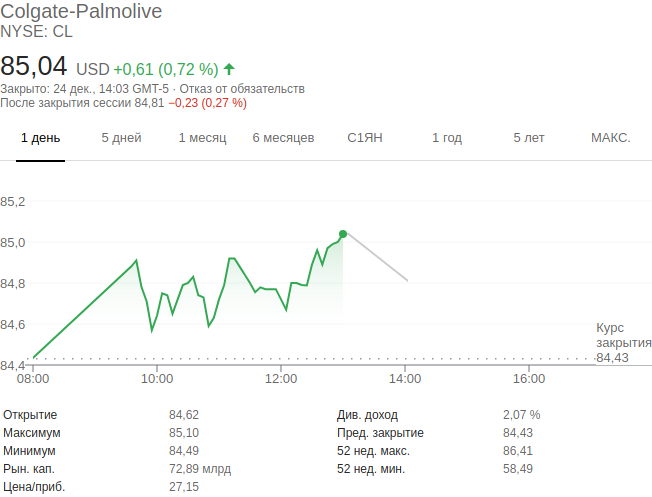 Colgate-Palmolive
NYSE: CL
85,04 USD +0,61 (0,72 %)
Закрыто: 24 дек., 14:03 GMT-5 · Отказ от обязательств
После закрытия сессии 84,81 −0,23 (0,27 %)
1 день 5 дней 1 месяц 6 месяцев С1ЯН 1 год 5 лет МАКС.
85,2
85,0
84,8
84,6
84,4
Курс
закрытия
84,43
08:00 10:00 12:00 14:00 16:00
Открытие 84,62 Див. доход 2,07 %
Максимум 85,10 Пред. закрытие 84,43
Минимум 84,49 52 нед. макс. 86,41
Рын. кап. 72,89 млрд 52 нед. мин. 58,49
Цена/приб. 27,15